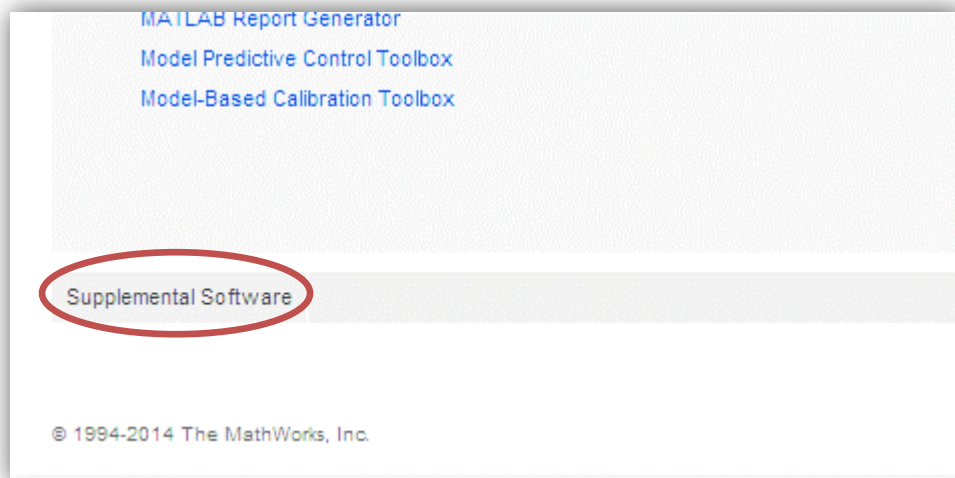 MATLAB Report Generator
Model Predictive Control Toolbox
Model-Based Calibration Toolbox
Supplemental Software
© 1994-2014 The MathWorks, Inc.